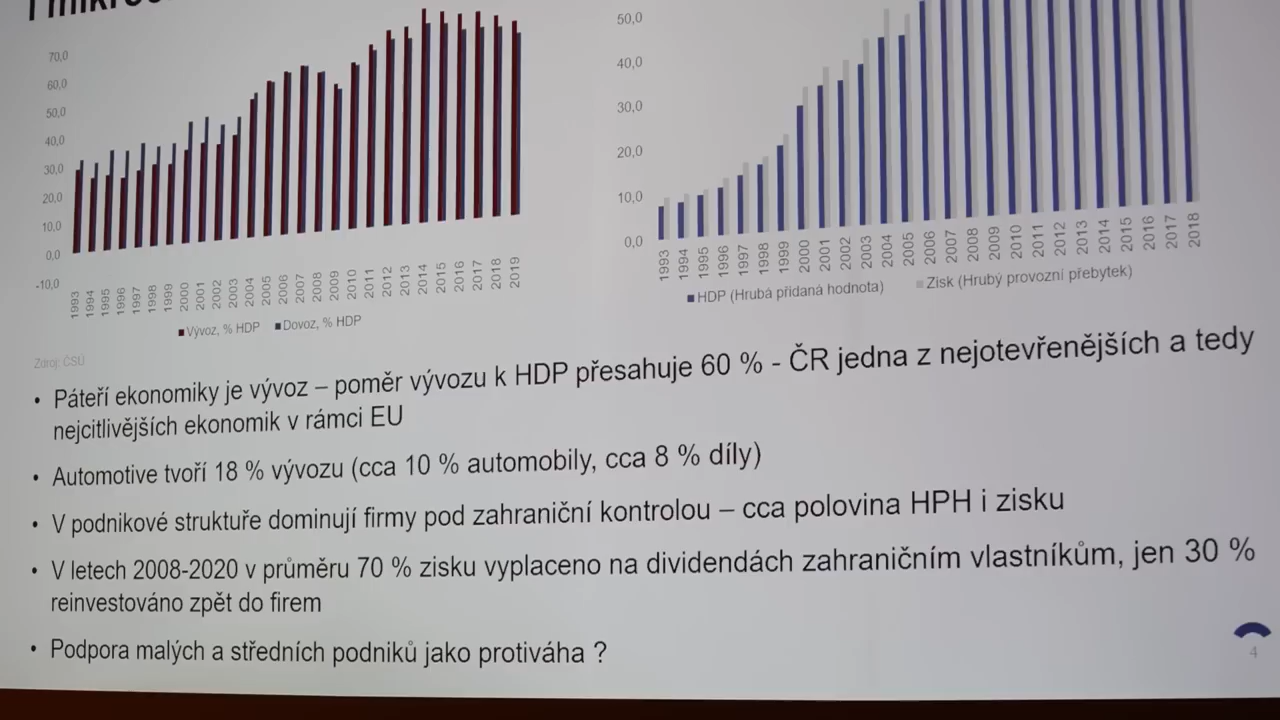 70,0
60,0
50,0
40,0
30,0
20,0
10,0
0,0
-10,0
1993 1994 1995 1996 1997 1998 1999 2000 2001 2002 2003 2004 2005 2006 2007 2008 2009 2010 2011 2012 2013 2014 2015 2016 2017 2018 2019
Vývoz, % HDP Dovoz, % HDP
Zdroj: ČSÚ
50,0
40,0
30,0
20,0
10,0
0,0
1993 1994 1995 1996 1997 1998 1999 2000 2001 2002 2003 2004 2005 2006 2007 2008 2009 2010 2011 2012 2013 2014 2015 2016 2017 2018
HDP (Hrubá přidaná hodnota) Zisk (Hrubý provozní přebytek)
• Páteří ekonomiky je vývoz – poměr vývozu k HDP přesahuje 60 % - ČR jedna z nejotevřenějších a tedy
nejcitlivějších ekonomik v rámci EU
• Automotive tvoří 18 % vývozu (cca 10 % automobily, cca 8 % díly)
• V podnikové struktuře dominují firmy pod zahraniční kontrolou – cca polovina HPH i zisku
• V letech 2008-2020 v průměru 70 % zisku vyplaceno na dividendách zahraničním vlastníkům, jen 30 %
reinvestováno zpět do firem
• Podpora malých a středních podniků jako protiváha ?
4